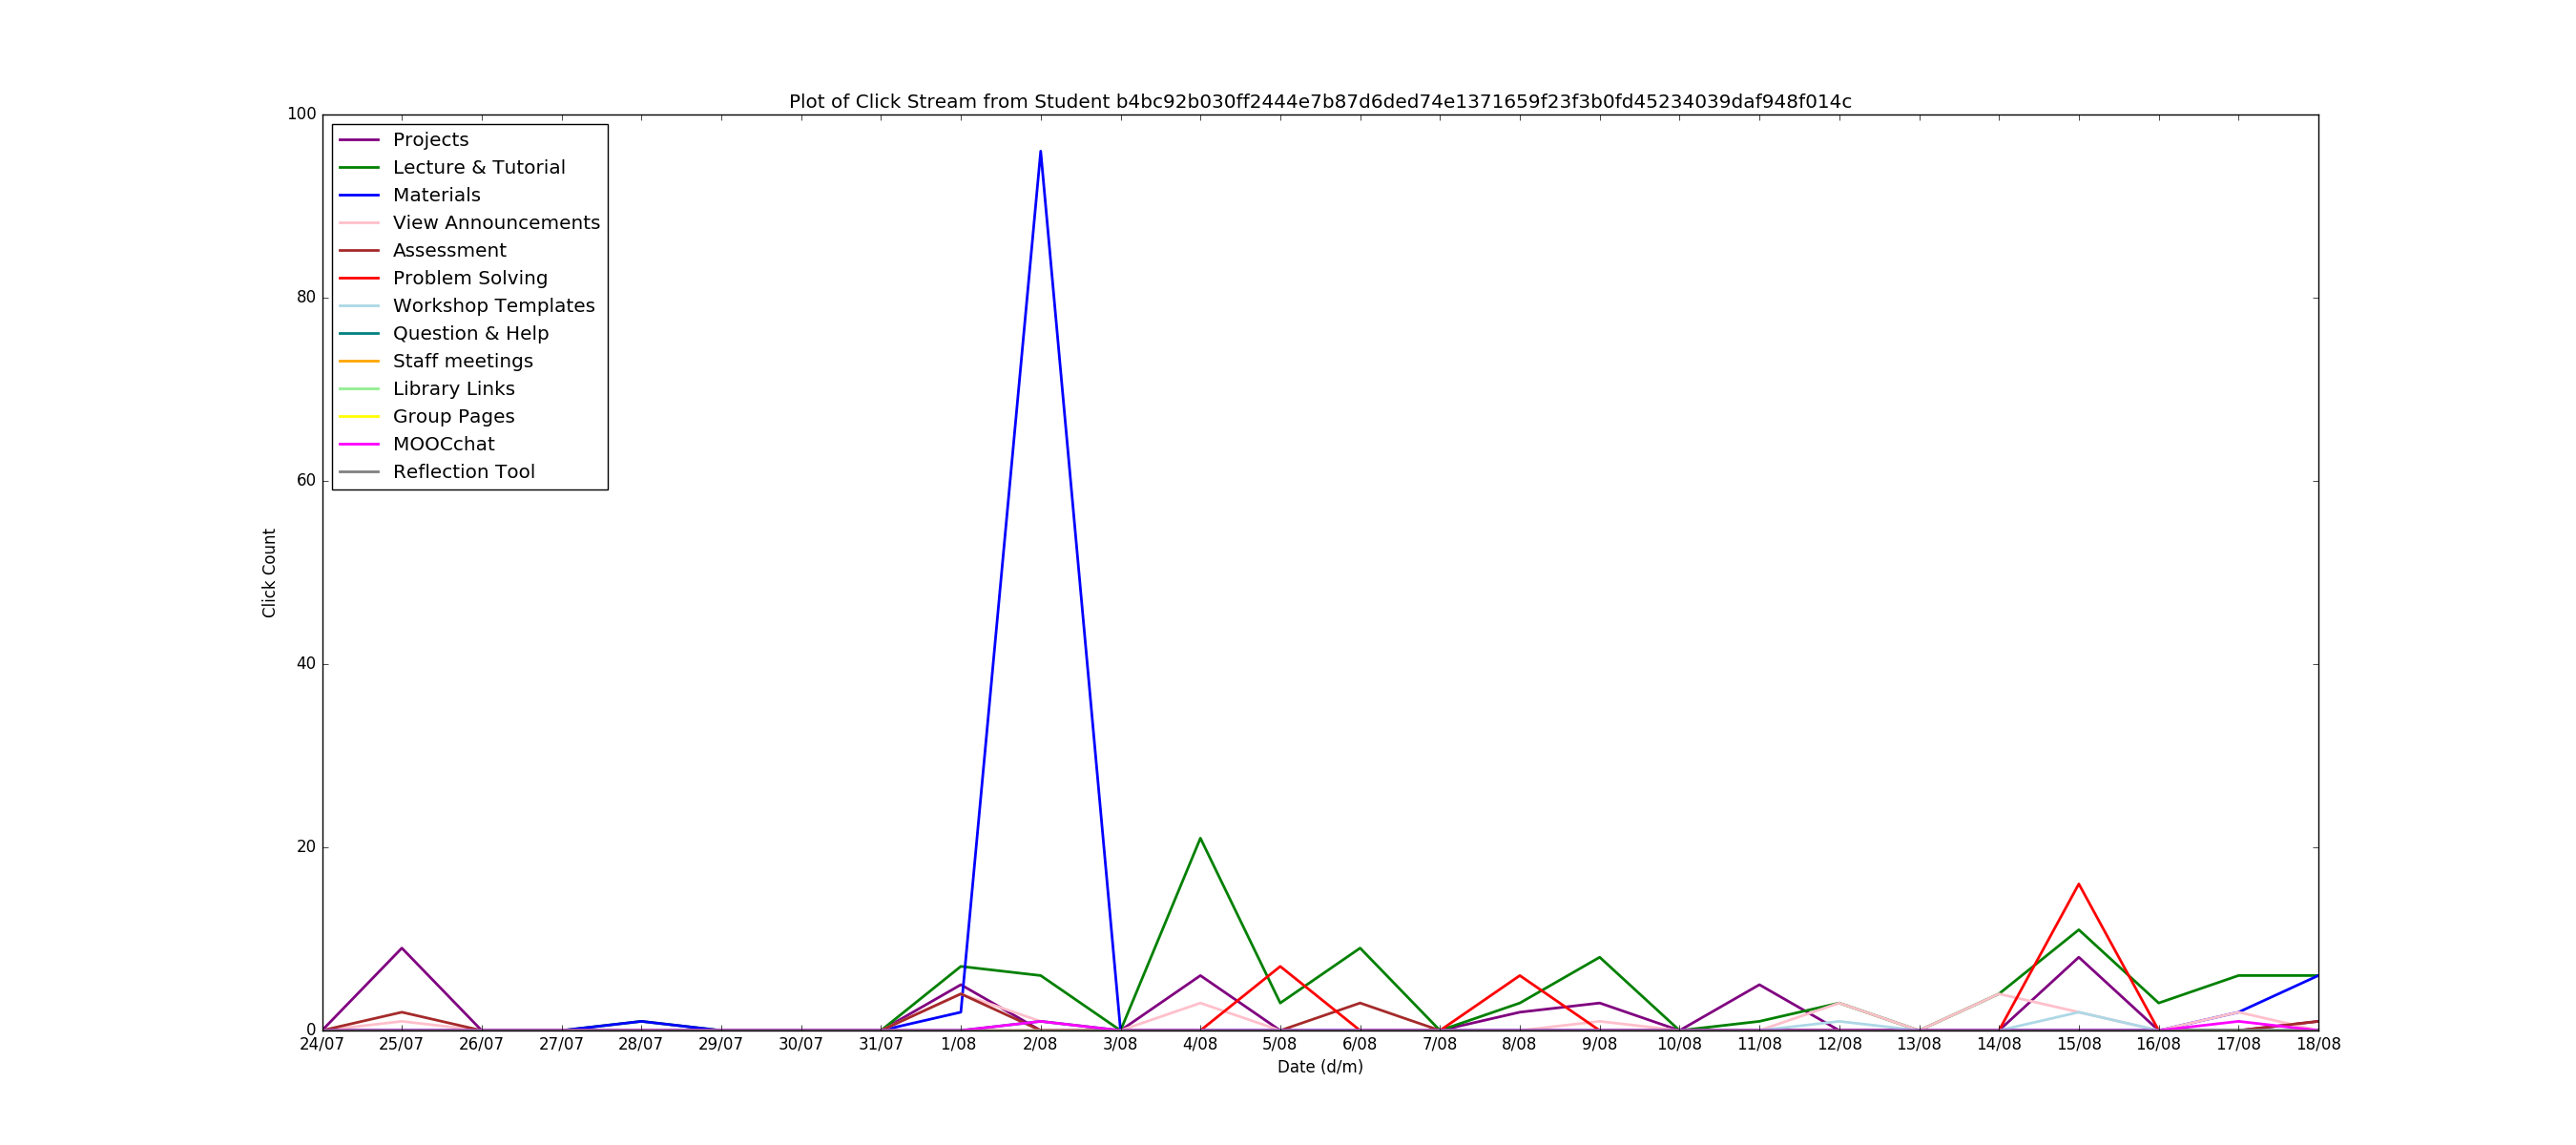 Plot of Click Stream from Student b4bc92b030ff2444e7b87d6ded74e1371659f23f3b0fd45234039daf948f014c
100
80
60
40
20
0
Click Count
Projects
Lecture & Tutorial
Materials
View Announcements
Assessment
Problem Solving
Workshop Templates
Question & Help
Staff meetings
Library Links
Group Pages
MOOCchat
Reflection Tool
24/07 25/07 26/07 27/07 28/07 29/07 30/07 31/07 1/08 2/08 3/08 4/08 5/08 6/08 7/08 8/08 9/08 10/08 11/08 12/08 13/08 14/08 15/08 16/08 17/08 18/08
Date (d/m)